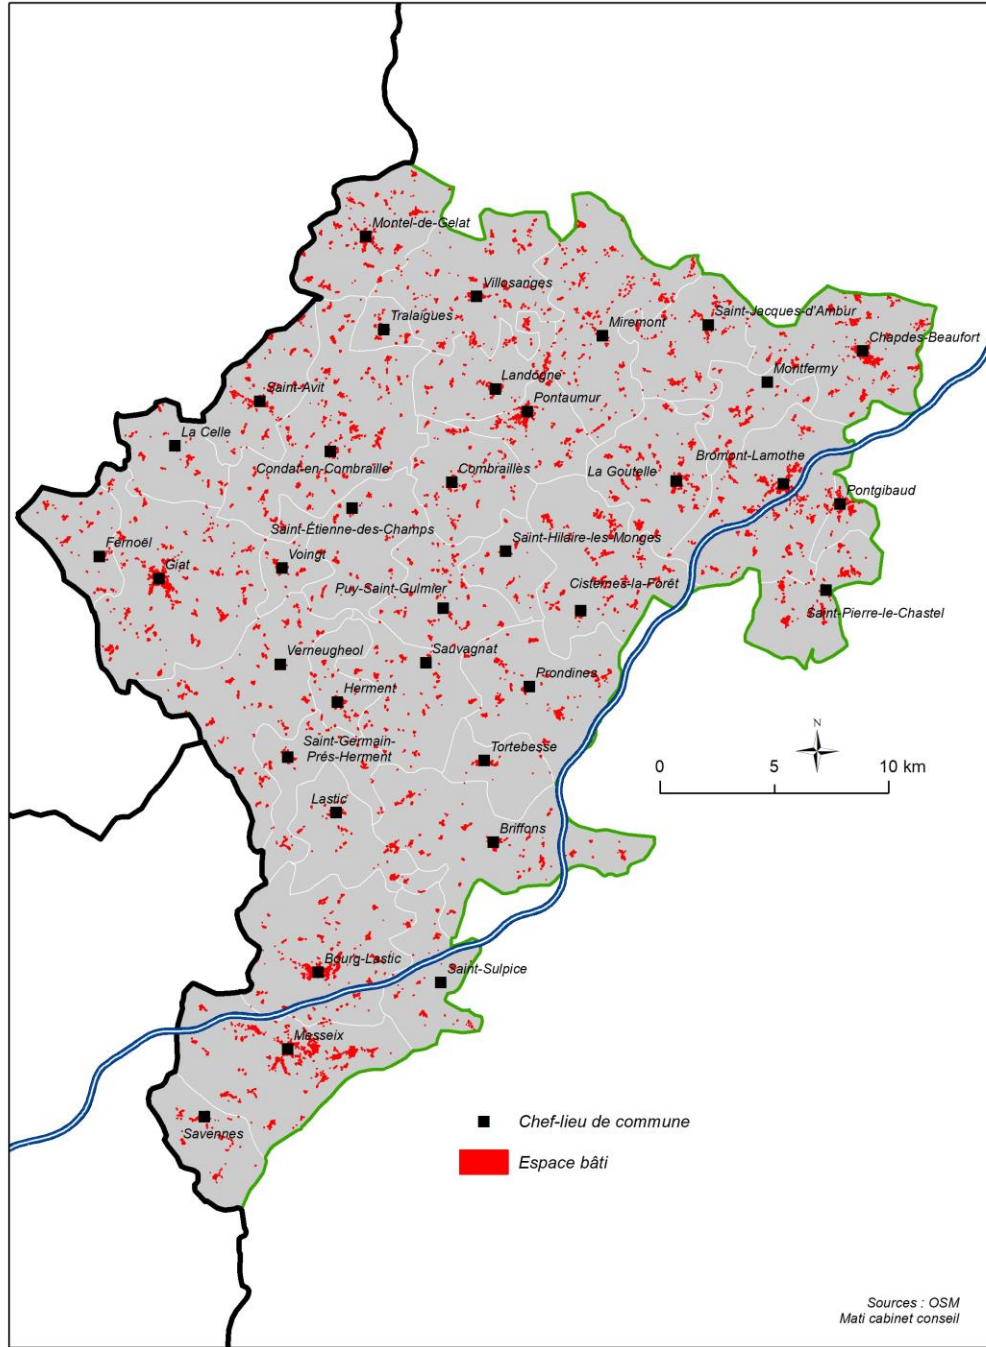 Montel-de-Gelat
Villosanges
Tralaigues
Miremont
Saint-Jacques-d'Ambur
Chapdes-Beaufort
Landogne
Montfermy
Saint-Avit
Pontaumur
La Celle
Condat-en-Combraille
Combrailles
La Goutelle
Bromont-Lamothe
Pontgibaud
Saint-Étienne-des-Champs
Saint-Hilaire-les-Monges
Fernoël
Voingt
Giat
Puy-Saint-Gulmier
Cisternes-la-Forêt
Saint-Pierre-le-Chastel
Verneugheol
Sauvagnat
Herment
Prondines
Saint-Germain-
Prés-Herment
Tortebesse
N
0 5 10 km
Lastic
Briffons
Bourg-Lastic
Saint-Sulpice
Messeix
Savennes
Chef-lieu de commune
Espace bâti
Sources : OSM
Mati cabinet conseil